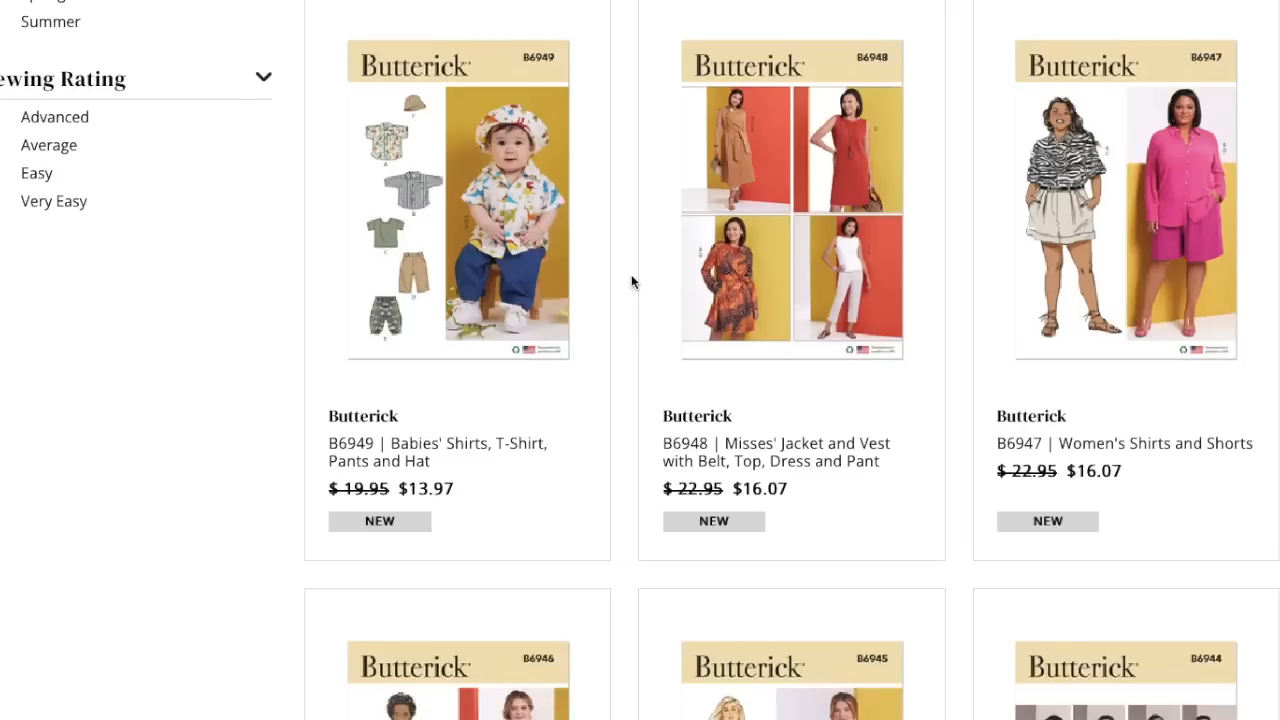 Summer
ewing Rating
Advanced
Average
Easy
Very Easy
Butterick
B6949
Butterick
B6949 | Babies' Shirts, T-Shirt,
Pants and Hat
$ 19.95 $13.97
NEW
Butterick
B6948
Butterick
B6948 | Misses' Jacket and Vest
with Belt, Top, Dress and Pant
$ 22.95 $16.07
NEW
Butterick
B6947
Butterick
B6947 | Women's Shirts and Shorts
$ 22.95 $16.07
NEW
Butterick
B6946
Butterick
B6945
Butterick
B6944